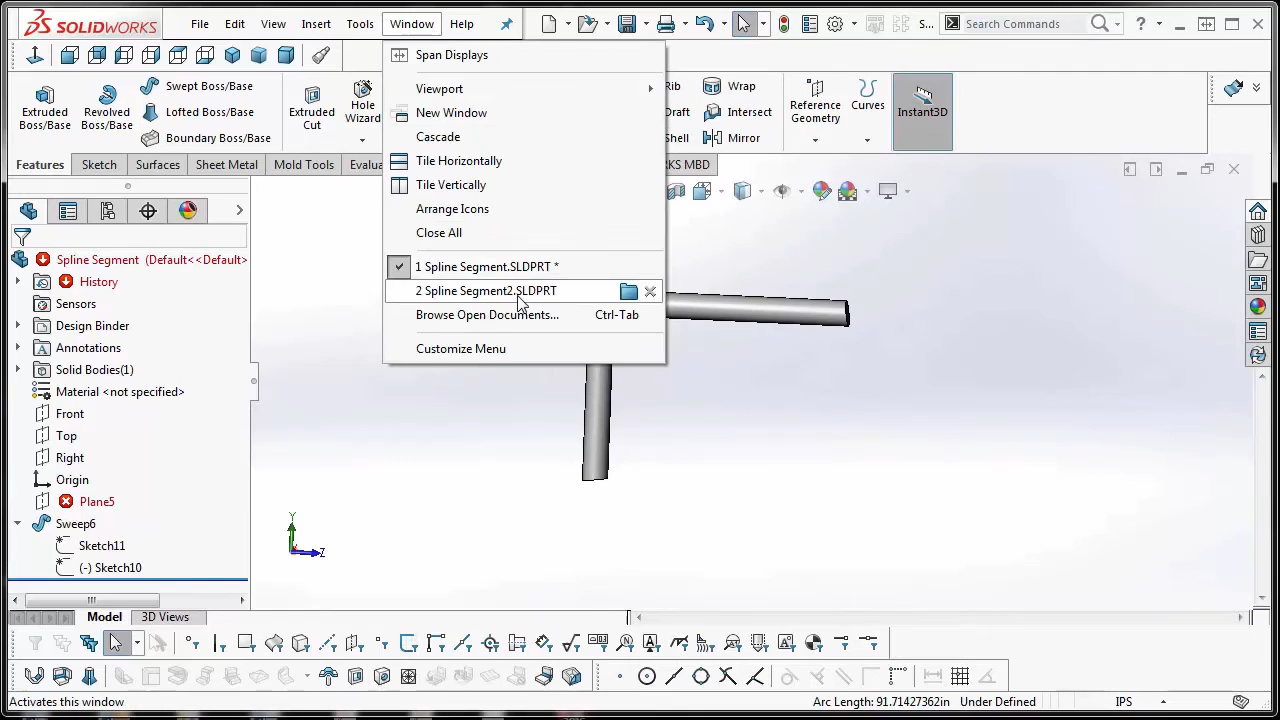 SOLIDWORKS File Edit View Insert Tools Window Help S... Search Commands
Extruded Boss/Base
Revolved Boss/Base
Swept Boss/Base
Lofted Boss/Base
Boundary Boss/Base
Extruded Cut
Hole Wizard
Rib
Draft
Shell
Wrap
Intersect
Mirror
Reference Geometry
Curves
Instant3D
Features Sketch Surfaces Sheet Metal Mold Tools Evalua RKS MBD
Span Displays
Viewport
New Window
Cascade
Tile Horizontally
Tile Vertically
Arrange Icons
Close All
1 Spline Segment.SLDPRT *
2 Spline Segment2.SLDPRT
Browse Open Documents... Ctrl-Tab
Customize Menu
Spline Segment (Default<<Default>
History
Sensors
Design Binder
Annotations
Solid Bodies(1)
Material <not specified>
Front
Top
Right
Origin
Plane5
Sweep6
Sketch11
(-) Sketch10
Y
Z
Model 3D Views
Activates this window Arc Length: 91.71427362in Under Defined IPS